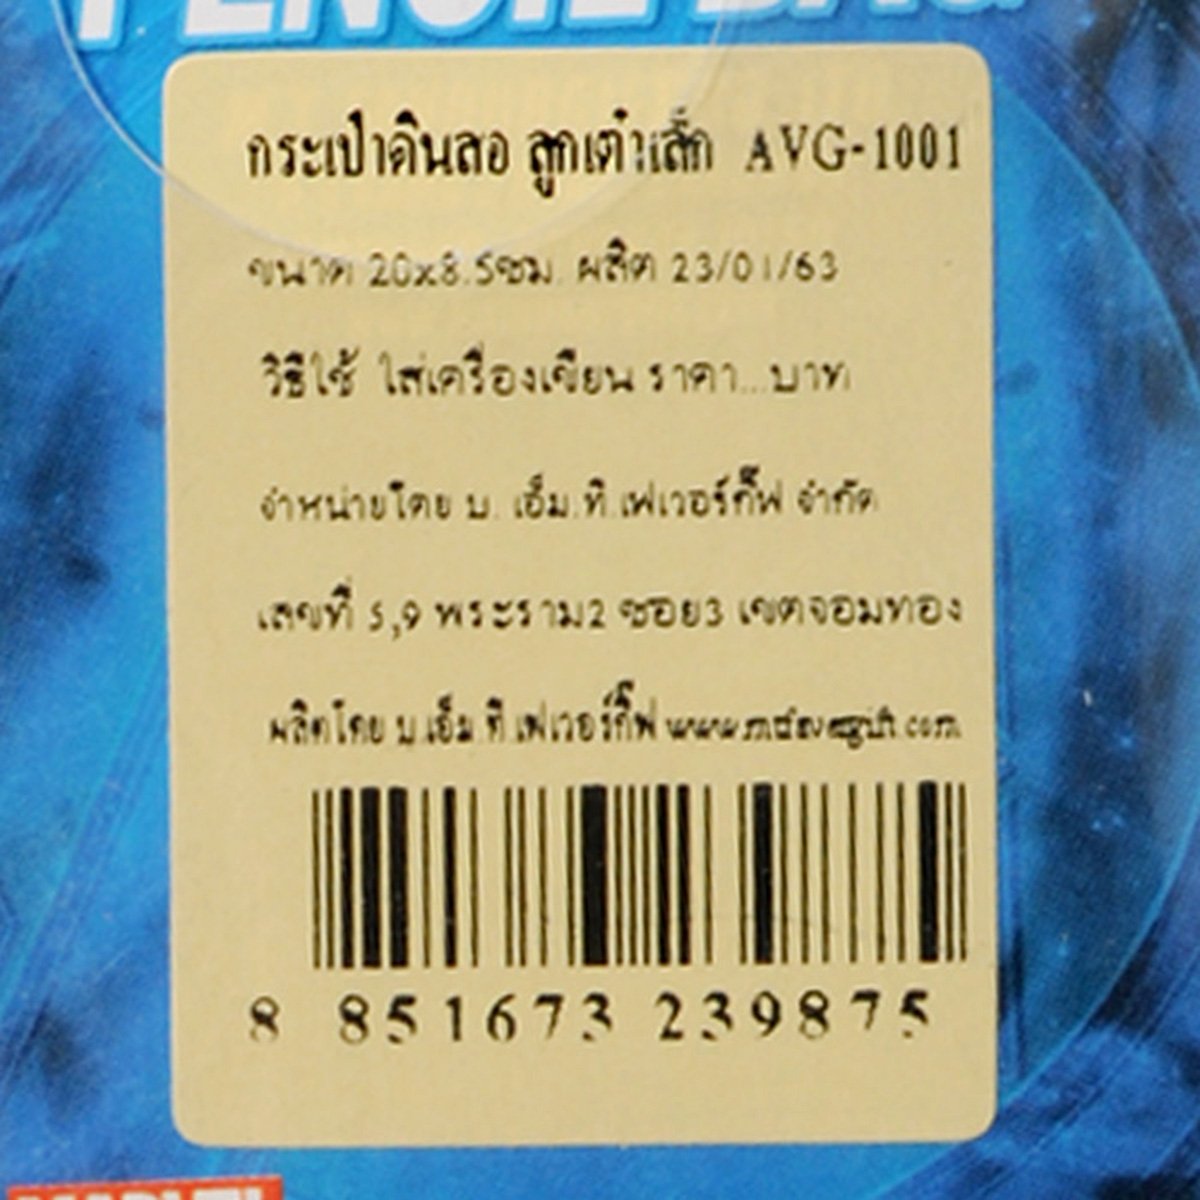 PENCIL BAG
กระเป๋าดินสอ ลูกเต๋าเล็ก AVG-1001
ขนาด 20x8.5ซม. ผลิต 23/01/63
วิธีใช้ ใส่เครื่องเขียน ราคา...บาท
จำหน่ายโดย บ. เอ็ม.ที.เฟเวอร์กิ๊ฟ จำกัด
เลขที่ 5,9 พระราม2 ซอย3 เขตจอมทอง
ผลิตโดย บ.เอ็ม.ที.เฟเวอร์กิ๊ฟ
8 851673 239875